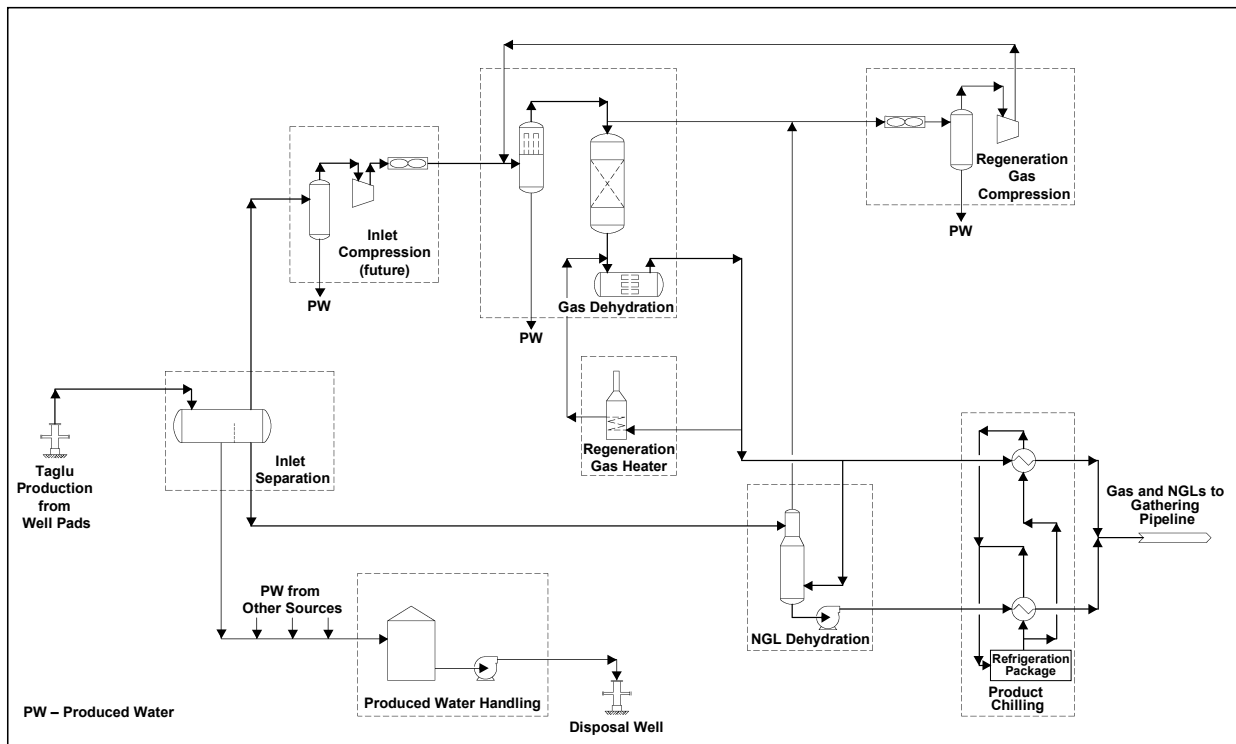 Regeneration
Gas
Compression
PW
Inlet
Compression
(future)
PW
Gas Dehydration
PW
Regeneration
Gas Heater
Inlet
Separation
Taglu
Production
from
Well Pads
Gas and NGLs to
Gathering
Pipeline
PW from
Other Sources
NGL Dehydration
Refrigeration
Package
Product
Chilling
Produced Water Handling
Disposal Well
PW – Produced Water